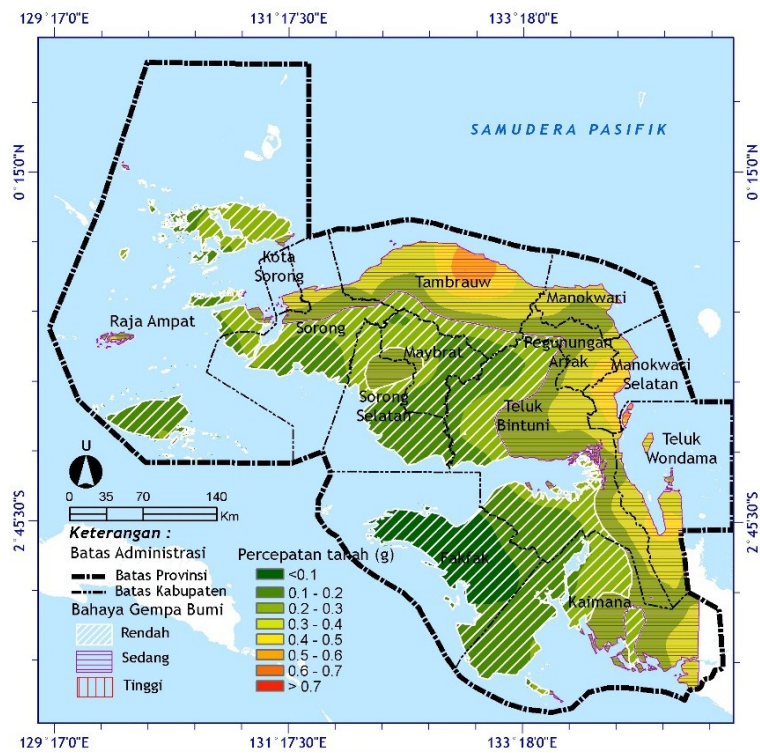 129°17'0"E 131°17'30"E 133°18'0"E
0°15'0"N 0°15'0"N
SAMUDERA PASIFIK
Kota
Sorong
Tambrauw
Manokwari
Raja Ampat
Sorong
Maybrat
Pegunungan
Arfak
Manokwari
Selatan
Sorong
Selatan
Teluk
Bintuni
Teluk
Wondama
U
0 35 70 140
Km
2°45'30"S 2°45'30"S
Fakfak
Kaimana
Keterangan :
Batas Administrasi
Batas Provinsi
Batas Kabupaten
Bahaya Gempa Bumi
Rendah
Sedang
Tinggi
Percepatan tanah (g)
<0.1
0.1 - 0.2
0.2 - 0.3
0.3 - 0.4
0.4 - 0.5
0.5 - 0.6
0.6 - 0.7
> 0.7
129°17'0"E 131°17'30"E 133°18'0"E